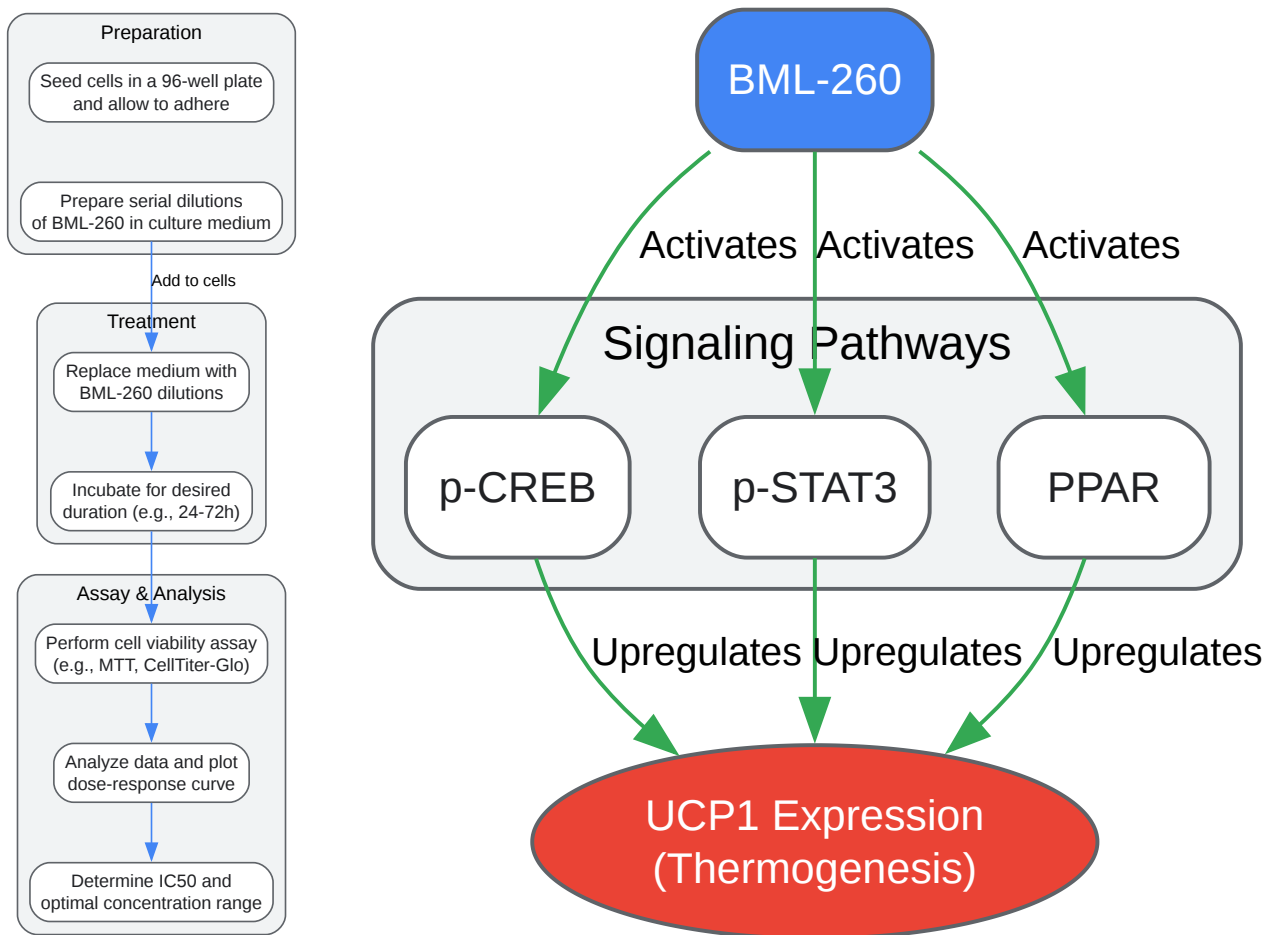 Preparation
Seed cells in a 96-well plate
and allow to adhere
Prepare serial dilutions
of BML-260 in culture medium
Add to cells
Treatment
Replace medium with
BML-260 dilutions
Incubate for desired
duration (e.g., 24-72h)
Assay & Analysis
Perform cell viability assay
(e.g., MTT, CellTiter-Glo)
Analyze data and plot
dose-response curve
Determine IC50 and
optimal concentration range
BML-260
Activates
Activates
Activates
Signaling Pathways
p-CREB
p-STAT3
PPAR
Upregulates
Upregulates
Upregulates
UCP1 Expression
(Thermogenesis)